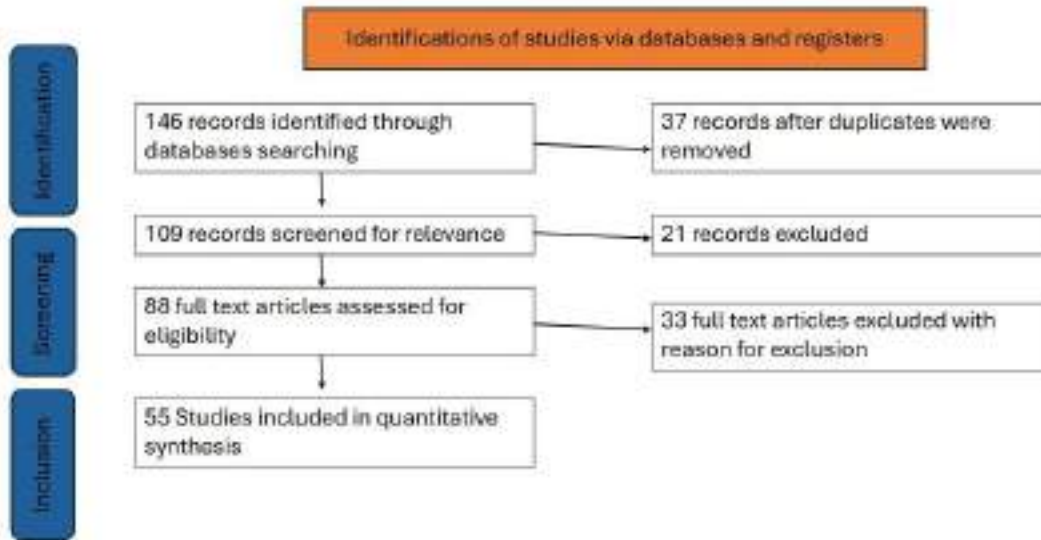 Identifications of studies via databases and registers
Identification
146 records identified through
databases searching
37 records after duplicates were
removed
109 records screened for relevance
21 records excluded
Screening
88 full text articles assessed for
eligibility
33 full text articles excluded with
reason for exclusion
Inclusion
55 Studies included in quantitative
synthesis